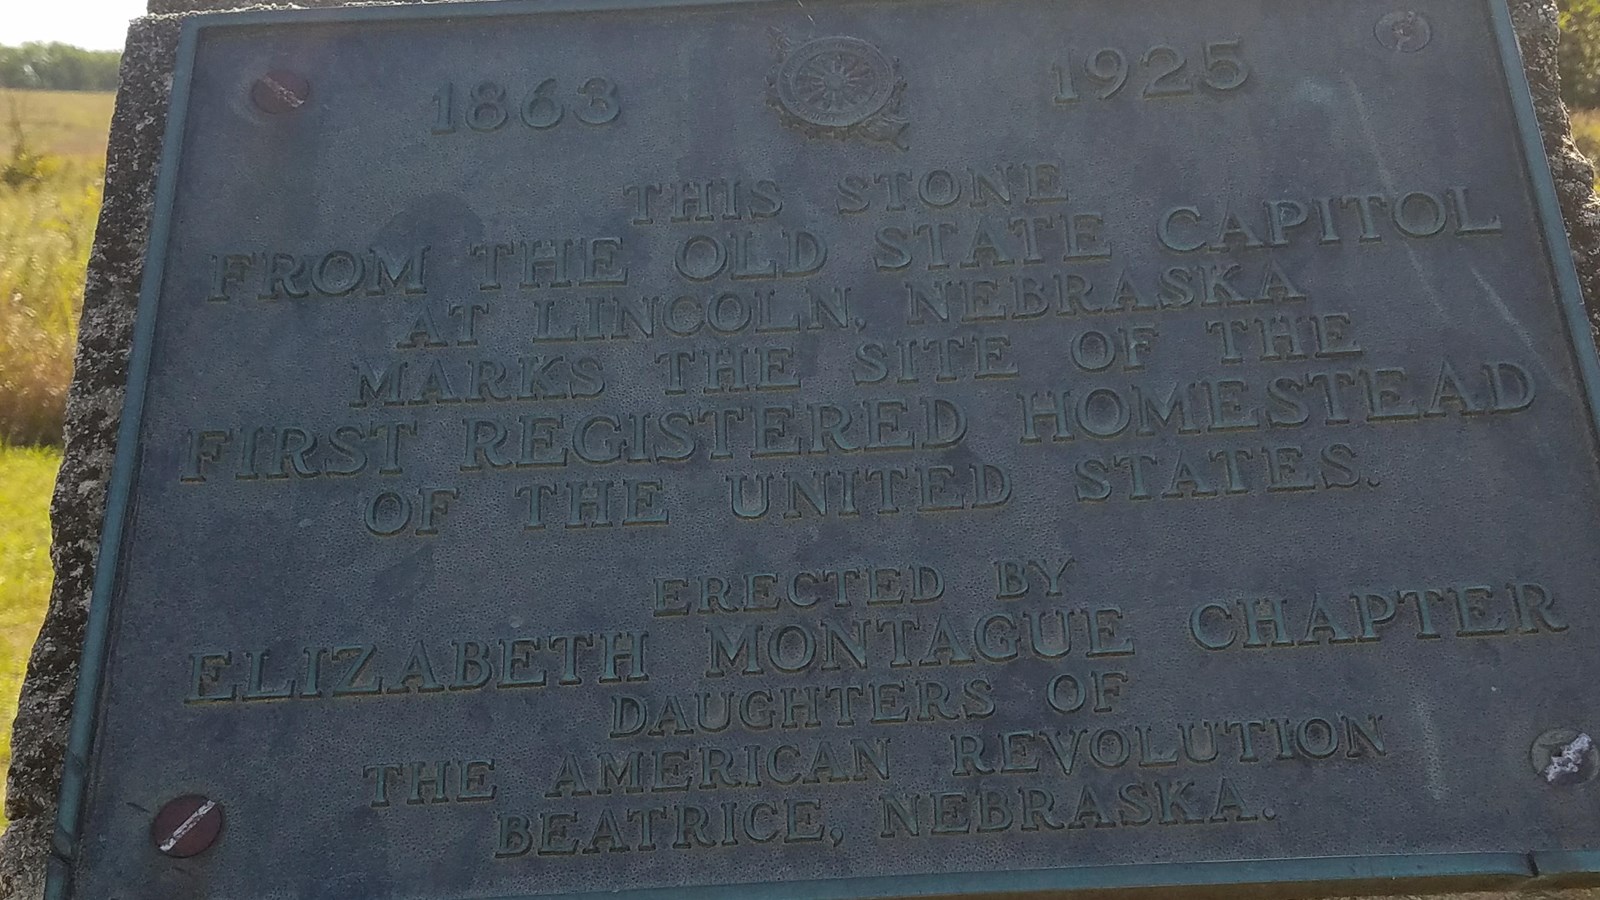 1863 1925
THIS STONE
FROM THE OLD STATE CAPITOL
AT LINCOLN, NEBRASKA
MARKS THE SITE OF THE
FIRST REGISTERED HOMESTEAD
OF THE UNITED STATES.
ERECTED BY
ELIZABETH MONTAGUE CHAPTER
DAUGHTERS OF
THE AMERICAN REVOLUTION
BEATRICE, NEBRASKA.